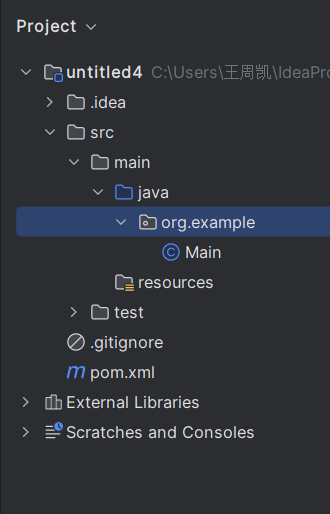 Project
untitled4 C:\Users\王周凯\IdeaPro
.idea
src
main
java
org.example
Main
resources
test
.gitignore
pom.xml
External Libraries
Scratches and Consoles